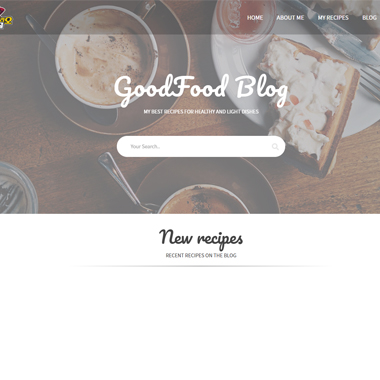 HOME ABOUT ME MY RECIPES BLOG
GoodFood Blog
MY BEST RECIPES FOR HEALTHY AND LIGHT DISHES
Your Search...
New recipes
RECENT RECIPES ON THE BLOG